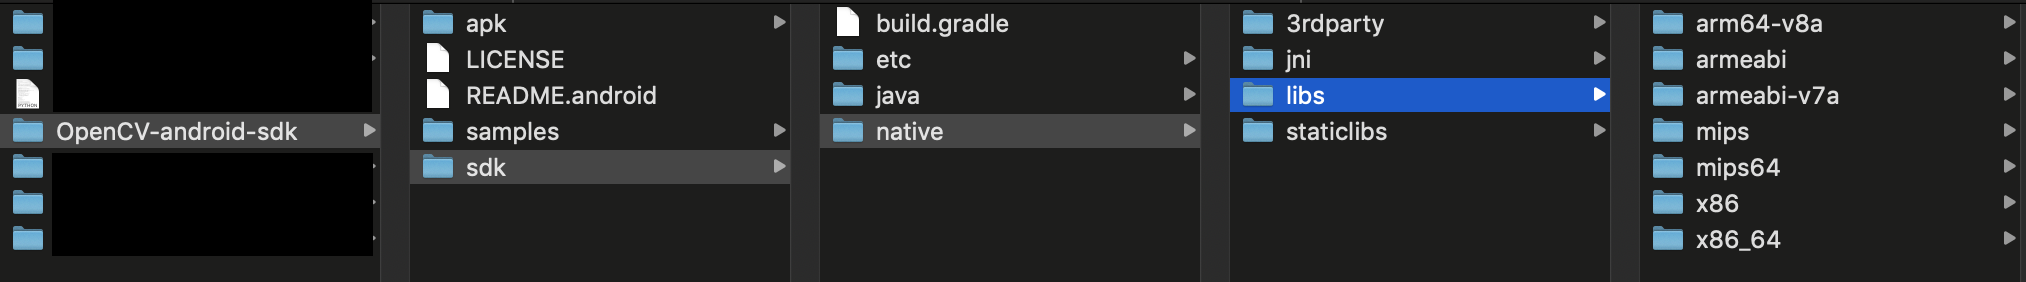 OpenCV-android-sdk
apk
LICENSE
README.android
samples
sdk
build.gradle
etc
java
native
3rdparty
jni
libs
staticlibs
arm64-v8a
armeabi
armeabi-v7a
mips
mips64
x86
x86_64